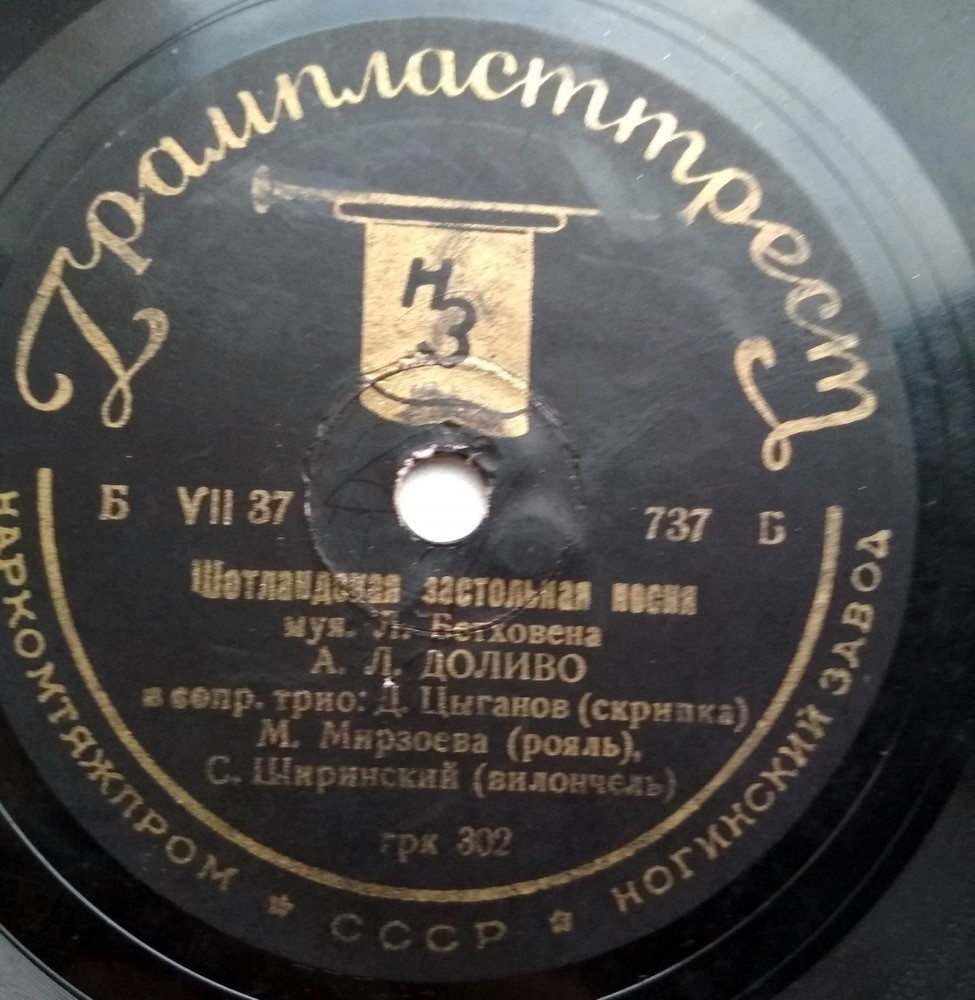 Грампласттрест
НЗ
Б VII 37 737 Б
Шотландская застольная песня
муз. Л. Бетховена
А. Л. ДОЛИВО
в сопр. трио: Д. Цыганов (скрипка)
М. Мирзоева (рояль),
С. Ширинский (вилончель)
грк 302
НАРКОМТЯЖПРОМ ★ СССР ★ НОГИНСКИЙ ЗАВОД